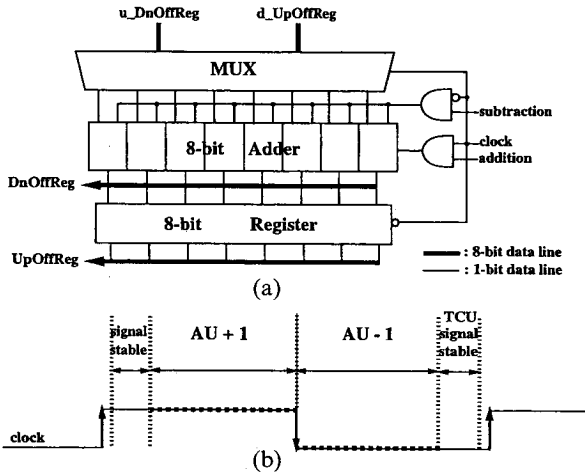 u_DnOffReg d_UpOffReg
MUX
subtraction
8-bit Adder
clock
addition
DnOffReg
8-bit Register
UpOffReg
: 8-bit data line
: 1-bit data line
(a)
signal
stable
AU + 1
AU - 1
TCU
signal
stable
clock
(b)